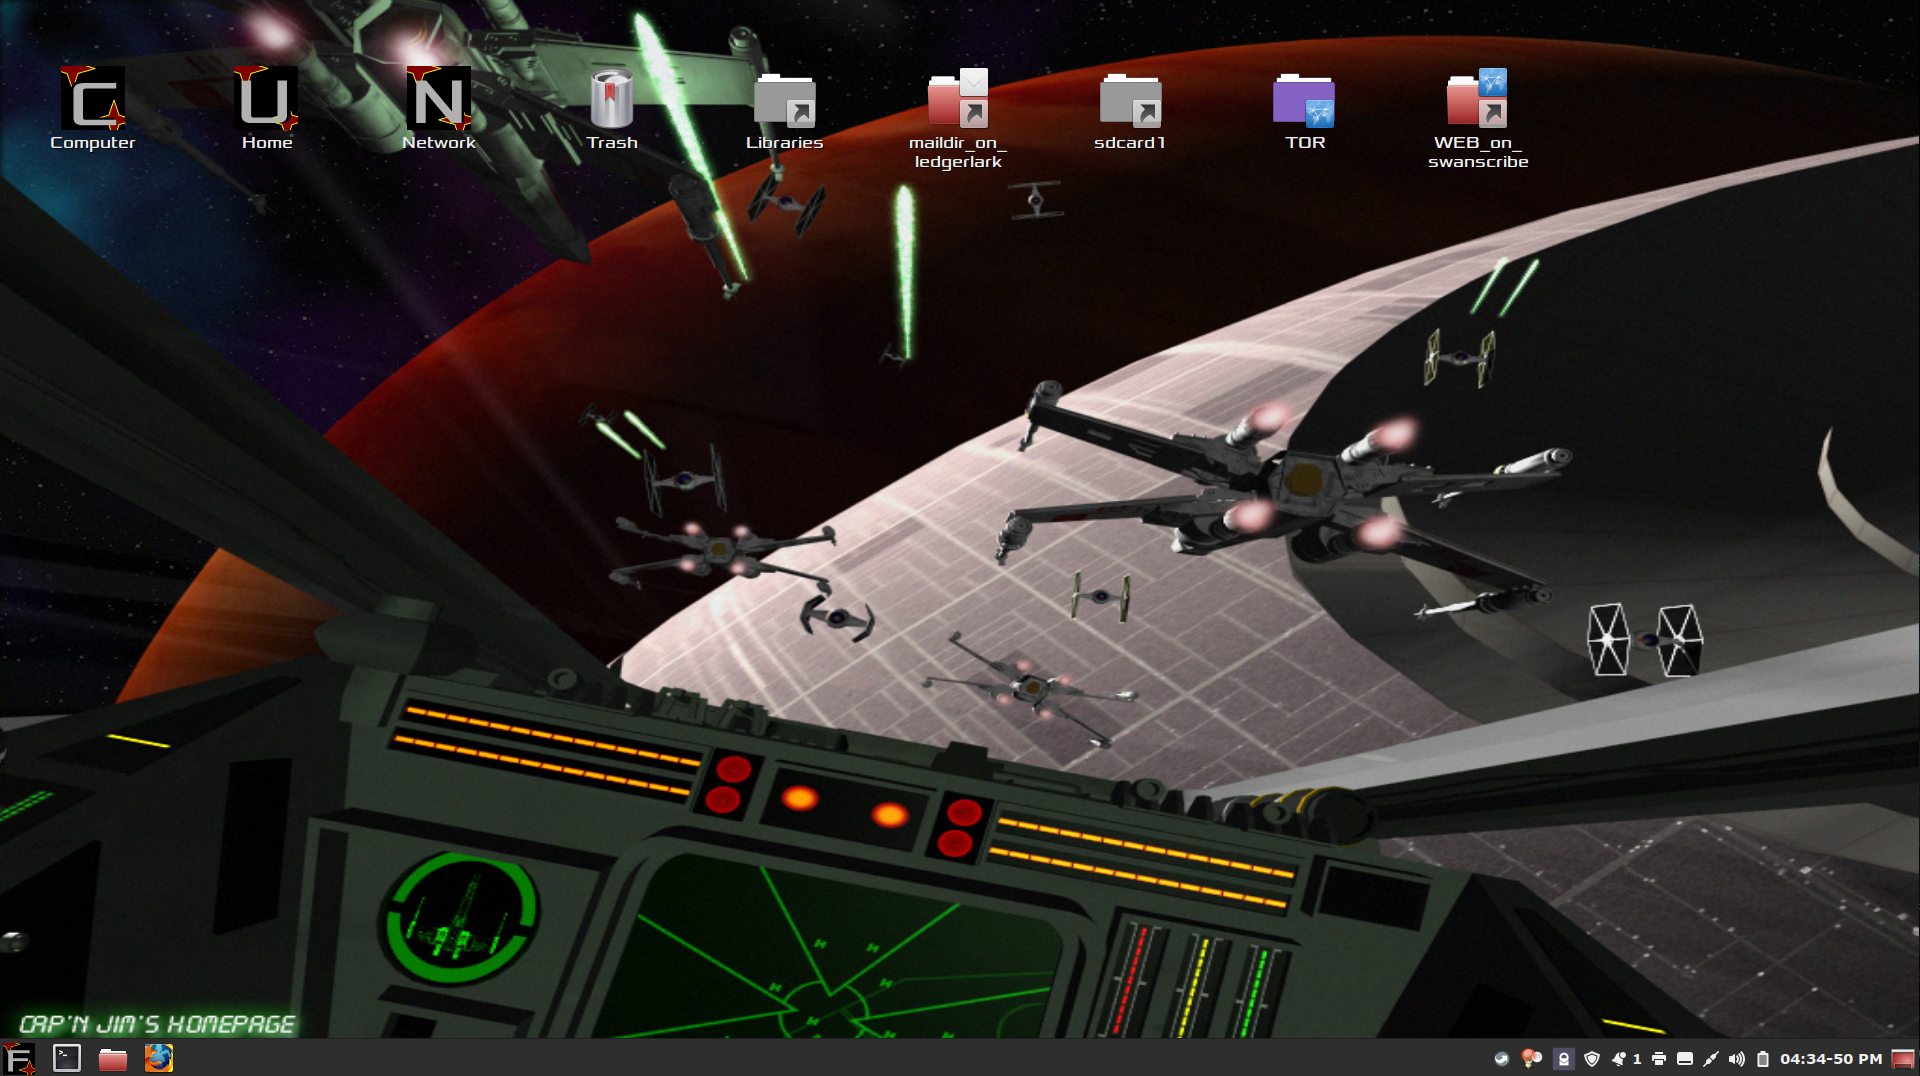 C
U
N
Computer
Home
Network
Trash
Libraries
maildir_on_
ledgerlark
sdcard1
TOR
WEB_on_
swanscribe
CAP'N JIM'S HOMEPAGE
F
>_
1
04:34-50 PM